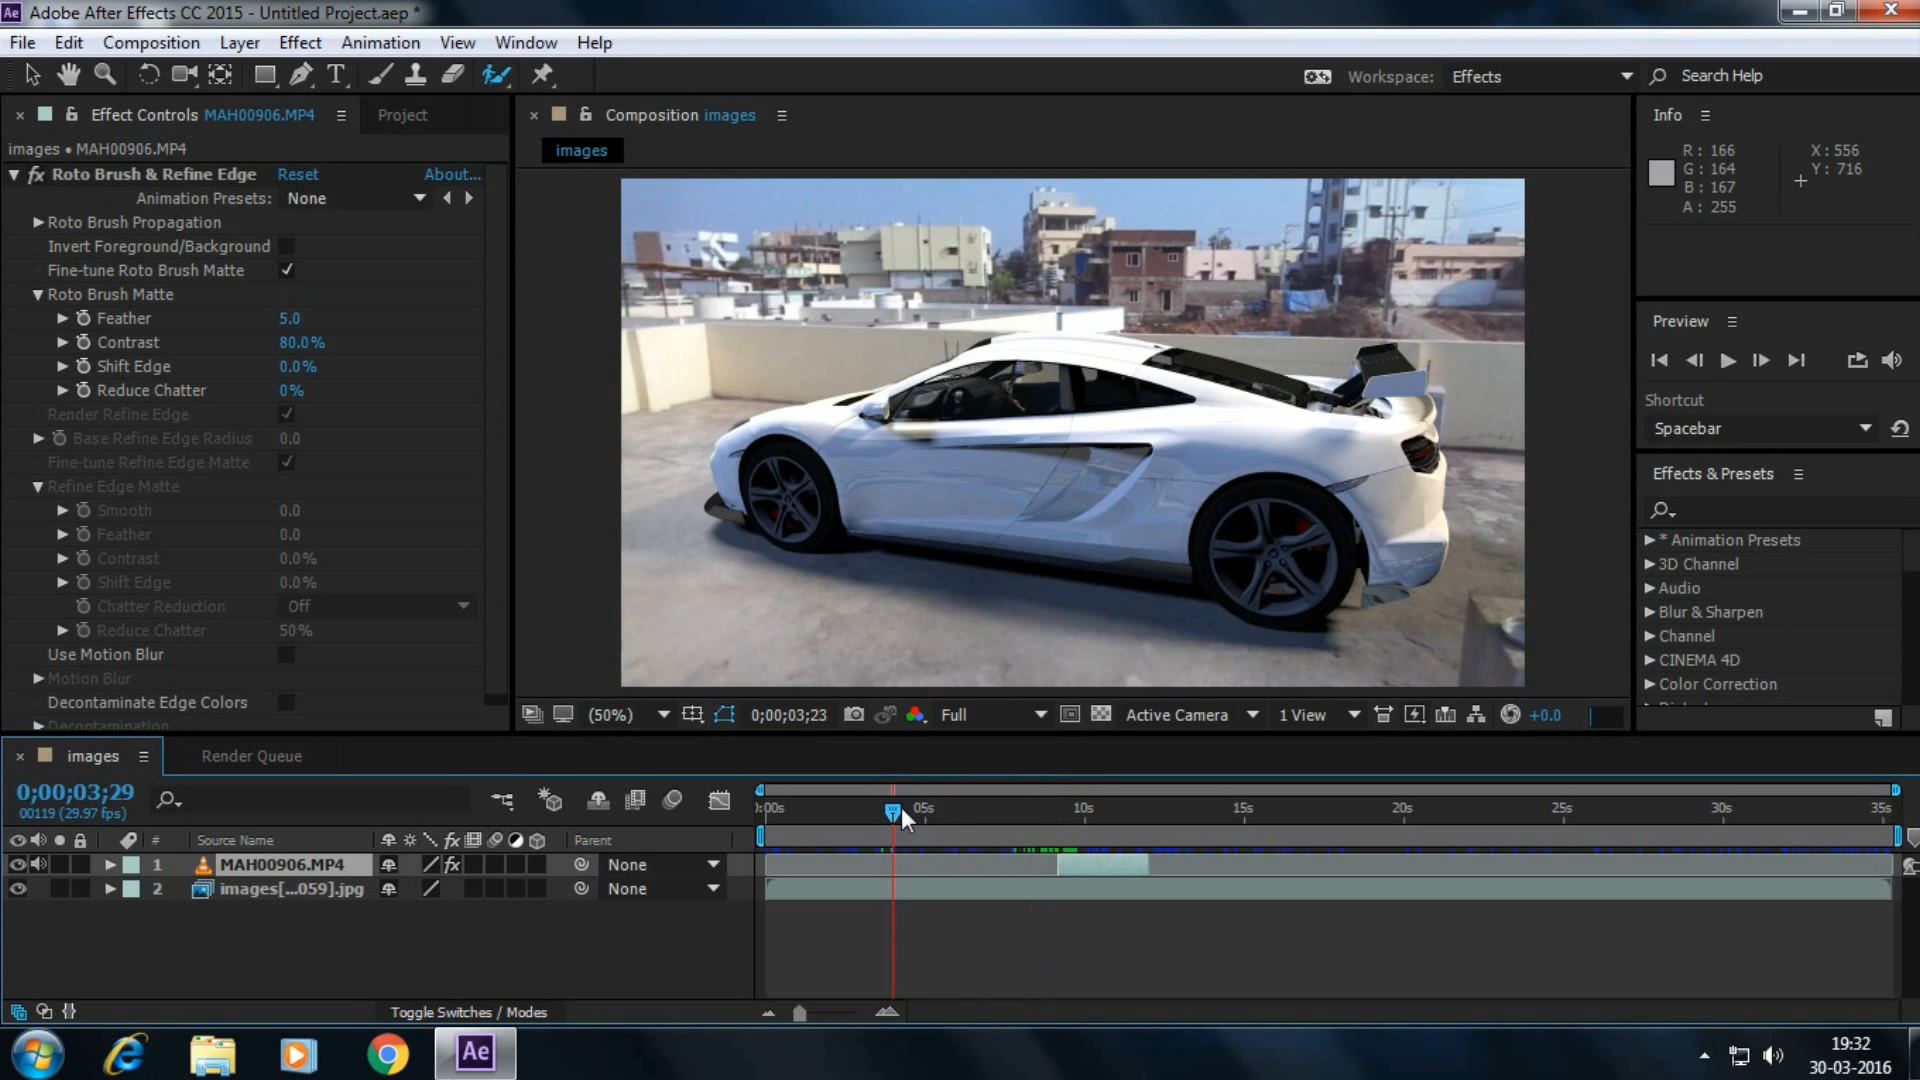 Ae Adobe After Effects CC 2015 - Untitled Project.aep *
File Edit Composition Layer Effect Animation View Window Help
Workspace: Effects Search Help
Effect Controls MAH00906.MP4 Project
images • MAH00906.MP4
fx Roto Brush & Refine Edge Reset About...
Animation Presets: None
Roto Brush Propagation
Invert Foreground/Background
Fine-tune Roto Brush Matte
Roto Brush Matte
Feather 5.0
Contrast 80.0%
Shift Edge 0.0%
Reduce Chatter 0%
Render Refine Edge
Base Refine Edge Radius 0.0
Fine-tune Refine Edge Matte
Refine Edge Matte
Smooth 0.0
Feather 0.0
Contrast 0.0%
Shift Edge 0.0%
Chatter Reduction Off
Reduce Chatter 50%
Use Motion Blur
Motion Blur
Decontaminate Edge Colors
Decontamination
Composition images
images
(50%) 0;00;03;23 Full Active Camera 1 View +0.0
Info
R: 166 X: 556
G: 164 Y: 716
B: 167
A: 255
Preview
Shortcut
Spacebar
Effects & Presets
* Animation Presets
3D Channel
Audio
Blur & Sharpen
Channel
CINEMA 4D
Color Correction
images Render Queue
0;00;03;29
00119 (29.97 fps)
):00s 05s 10s 15s 20s 25s 30s 35s
# Source Name fx Parent
1 MAH00906.MP4 fx None
2 images[...059].jpg None
Toggle Switches / Modes
Ae
19:32
30-03-2016